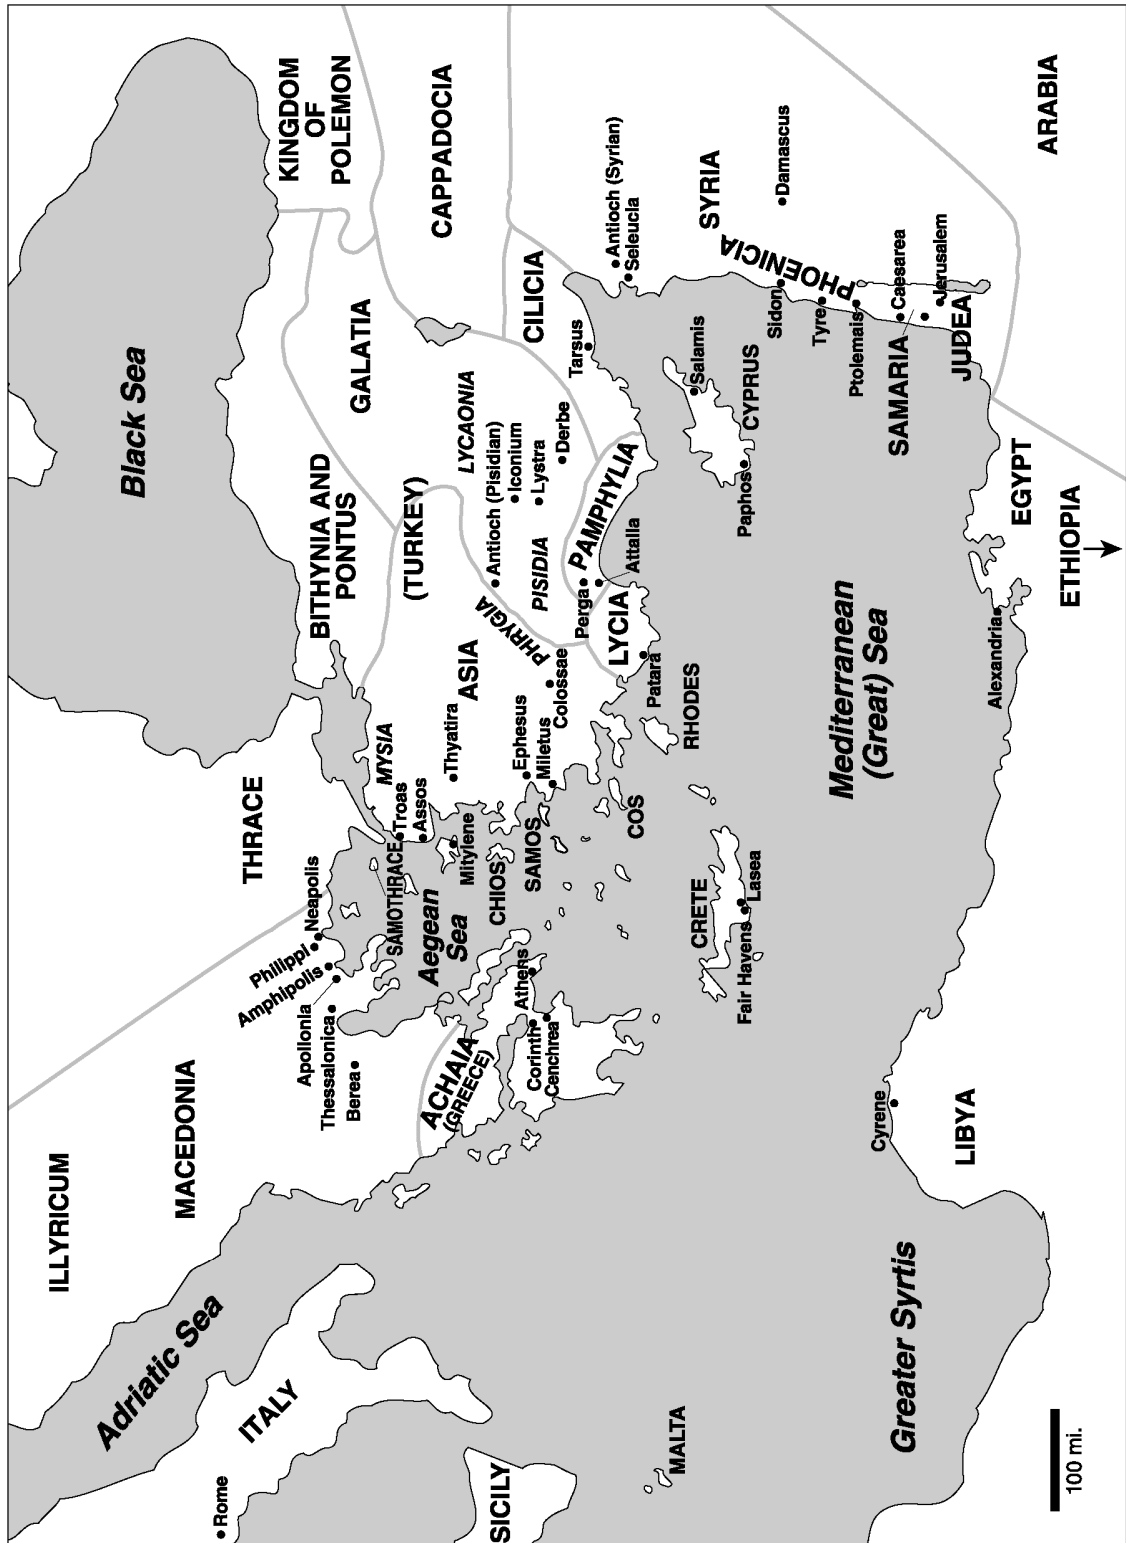 ILLYRICUM
MACEDONIA
THRACE
Black Sea
KINGDOM
OF
POLEMON
BITHYNIA AND
PONTUS
GALATIA
CAPPADOCIA
(TURKEY)
Adriatic Sea
ITALY
Rome
SICILY
MALTA
Neapolis
Philippi
Amphipolis
Apollonia
Thessalonica
Berea
ACHAIA
(GREECE)
Corinth
Cenchrea
Athens
Aegean
Sea
SAMOTHRACE
MYSIA
Troas
Assos
Mitylene
Thyatira
ASIA
CHIOS
SAMOS
Ephesus
Miletus
Colossae
PHRYGIA
Antioch (Pisidian)
Iconium
Lystra
Derbe
LYCAONIA
PISIDIA
PAMPHYLIA
Perga
Attalia
LYCIA
Patara
COS
RHODES
CILICIA
Tarsus
Antioch (Syrian)
Seleucia
SYRIA
Damascus
PHOENICIA
Sidon
Tyre
Ptolemais
Caesarea
Jerusalem
SAMARIA
JUDEA
ARABIA
Salamis
CYPRUS
Paphos
CRETE
Fair Havens
Lasea
Mediterranean
(Great) Sea
Alexandria
EGYPT
ETHIOPIA
Cyrene
LIBYA
Greater Syrtis
100 mi.